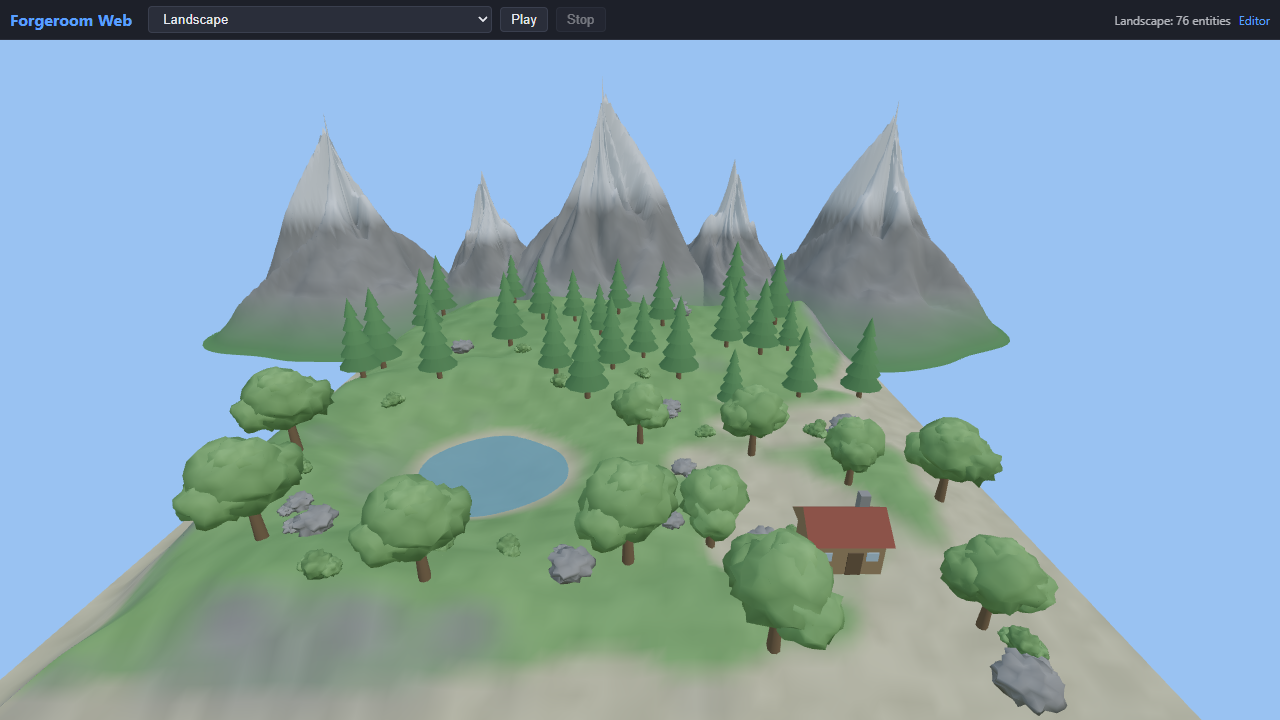 Forgeroom Web
Landscape
Play
Stop
Landscape: 76 entities
Editor